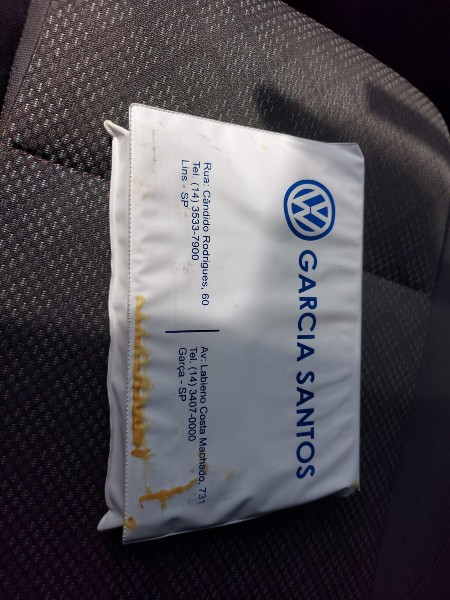 GARCIA SANTOS
Rua: Cândido Rodrigues, 60
Tel. (14) 3533-7900
Lins - SP
Av: Labieno Costa Machado, 731
Tel. (14) 3407-0000
Garça - SP